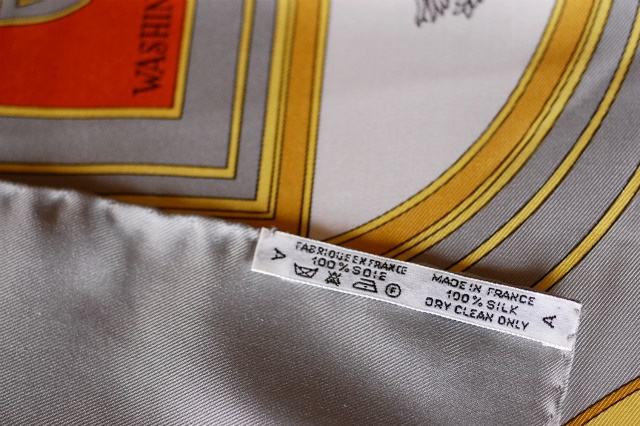 WASHIN
A
FABRIQUE EN FRANCE
100% SOIE
F
MADE IN FRANCE
100% SILK
DRY CLEAN ONLY
A